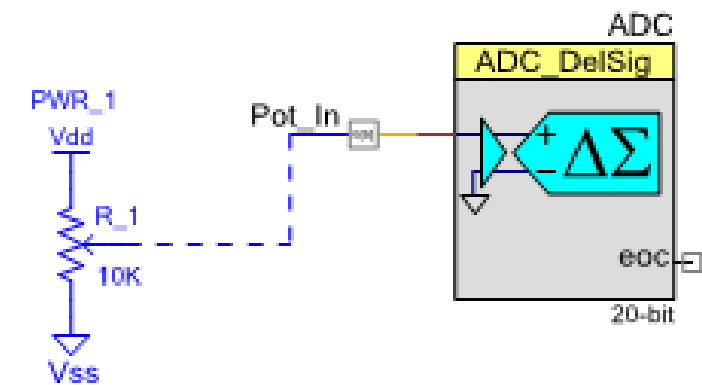 ADC
ADC_DelSig
PWR_1
Vdd
Pot_In
+
ΔΣ
−
R_1
10K
eoc
20-bit
Vss